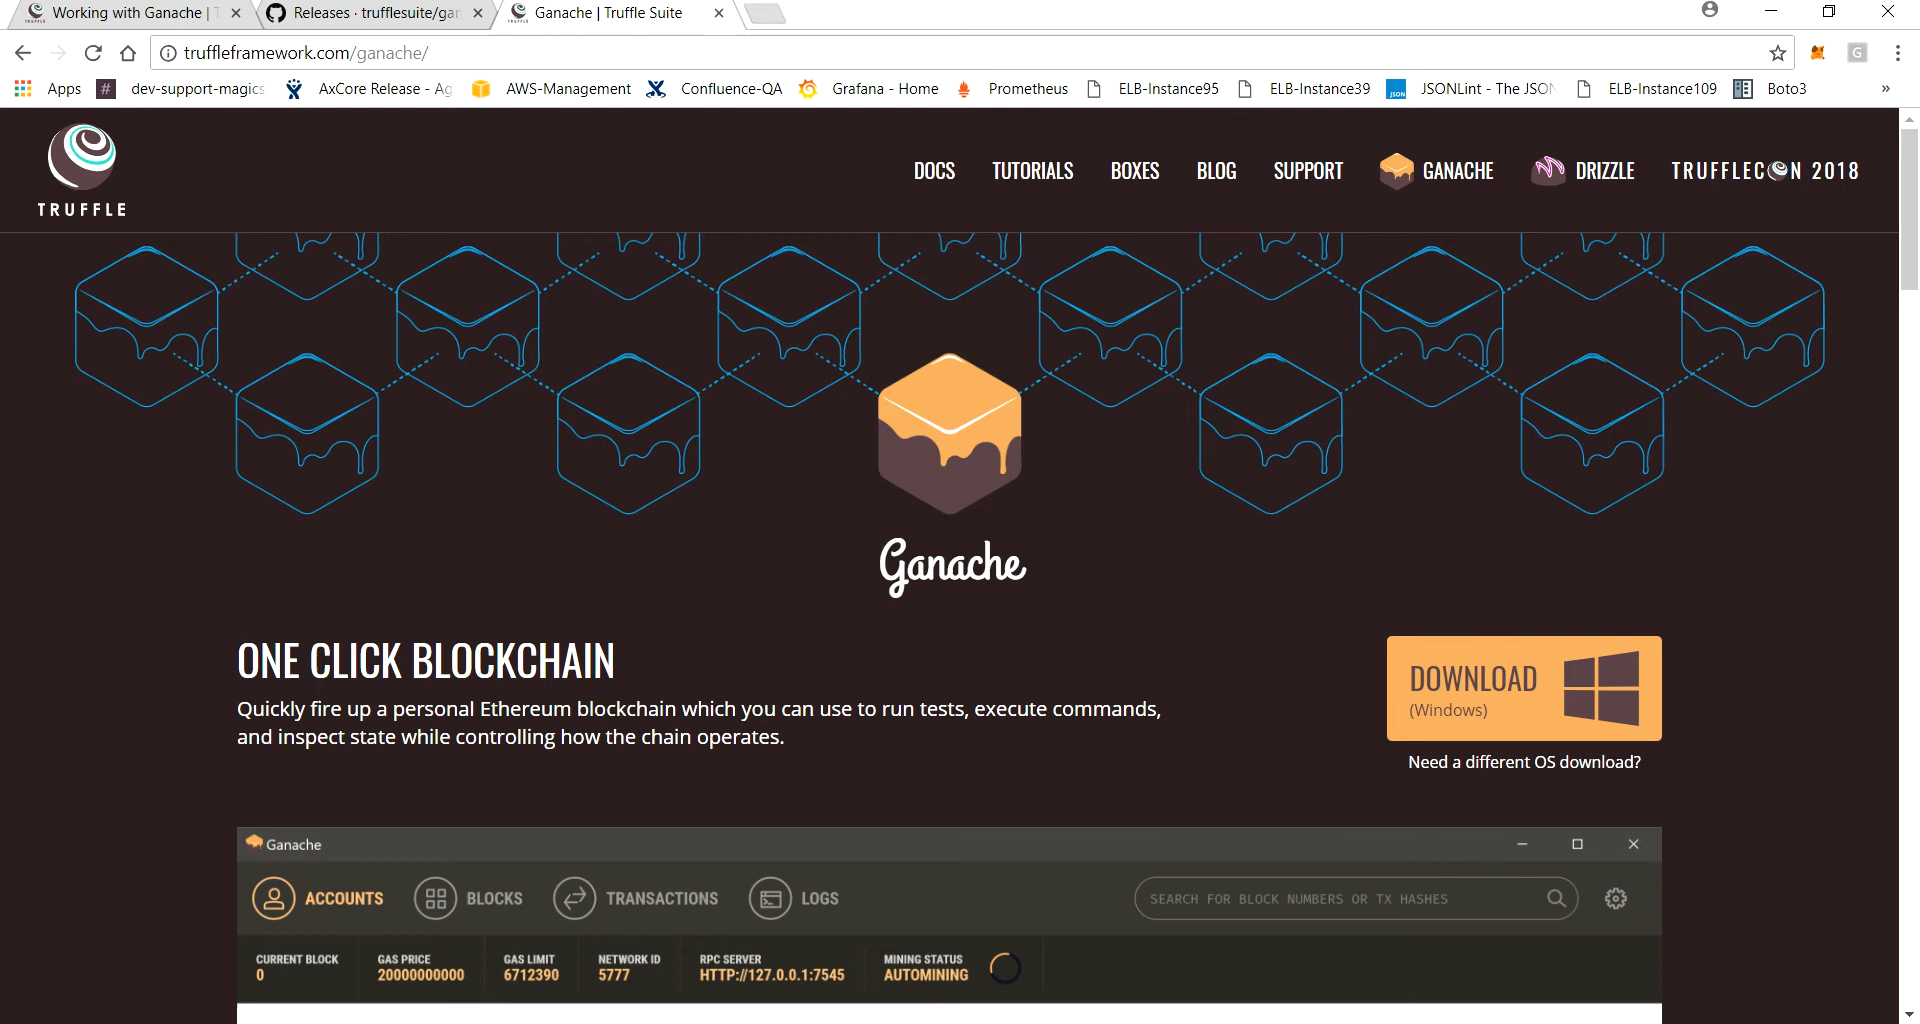 Working with Ganache | T
Releases · trufflesuite/gan
Ganache | Truffle Suite
truffleframework.com/ganache/
G
Apps
#
dev-support-magics
AxCore Release - Ag
AWS-Management
Confluence-QA
Grafana - Home
Prometheus
ELB-Instance95
ELB-Instance39
JSON
JSONLint - The JSON
ELB-Instance109
Boto3
»
TRUFFLE
DOCS
TUTORIALS
BOXES
BLOG
SUPPORT
GANACHE
DRIZZLE
TRUFFLECON 2018
Ganache
ONE CLICK BLOCKCHAIN
Quickly fire up a personal Ethereum blockchain which you can use to run tests, execute commands,
and inspect state while controlling how the chain operates.
DOWNLOAD
(Windows)
Need a different OS download?
Ganache
ACCOUNTS
BLOCKS
TRANSACTIONS
LOGS
SEARCH FOR BLOCK NUMBERS OR TX HASHES
CURRENT BLOCK
0
GAS PRICE
20000000000
GAS LIMIT
6712390
NETWORK ID
5777
RPC SERVER
HTTP://127.0.0.1:7545
MINING STATUS
AUTOMINING